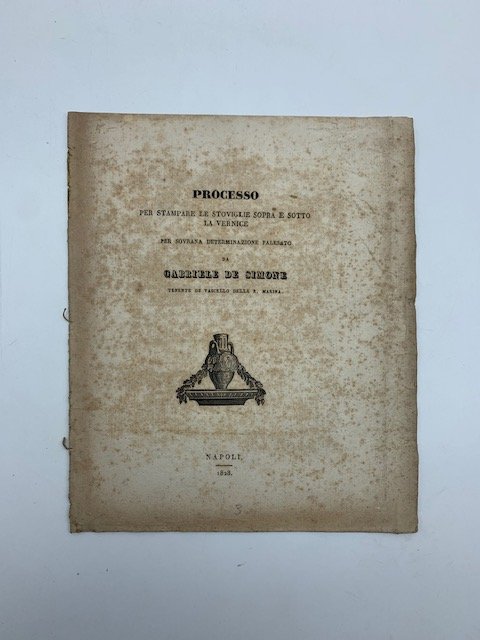 PROCESSO
PER STAMPARE LE STOVIGLIE SOPRA E SOTTO
LA VERNICE
PER SOVRANA DETERMINAZIONE PALESATO
DA
GABRIELE DE SIMONE
TENENTE DI VASCELLO DELLA R. MARINA.
NAPOLI,
1828.
3